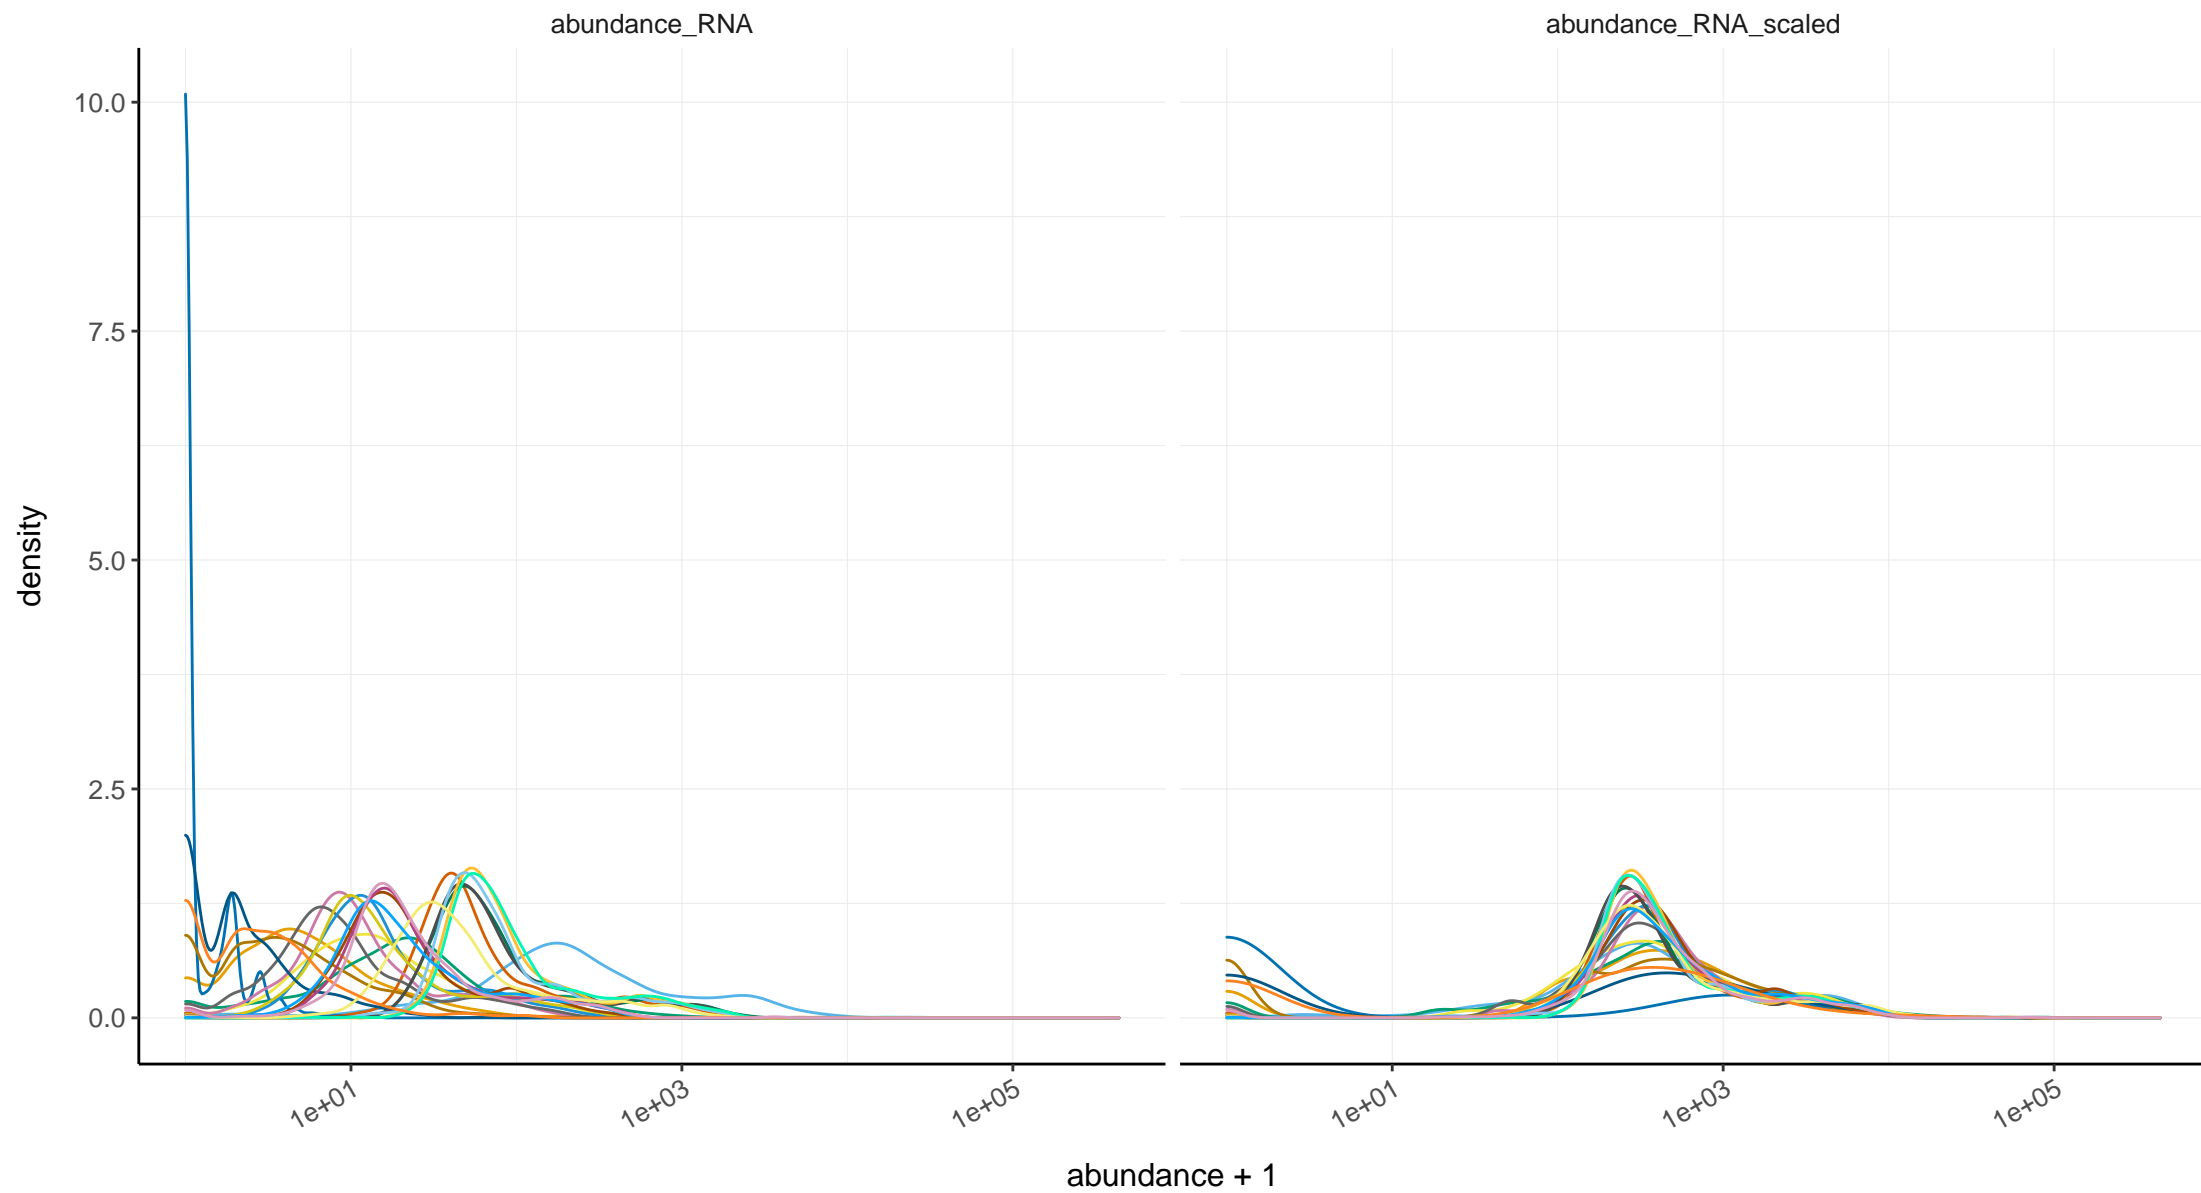 abundance_RNA
abundance_RNA_scaled
density
10.0
7.5
5.0
2.5
0.0
1e+01
1e+03
1e+05
1e+01
1e+03
1e+05
abundance + 1